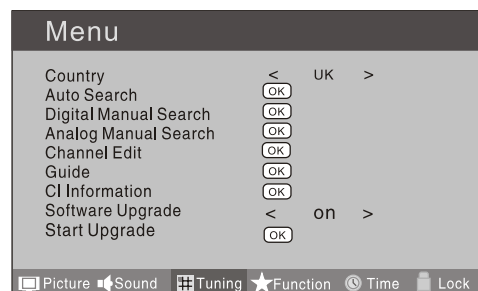 Menu
Country < UK >
Auto Search OK
Digital Manual Search OK
Analog Manual Search OK
Channel Edit OK
Guide OK
CI Information OK
Software Upgrade < on >
Start Upgrade OK
Picture Sound Tuning Function Time Lock